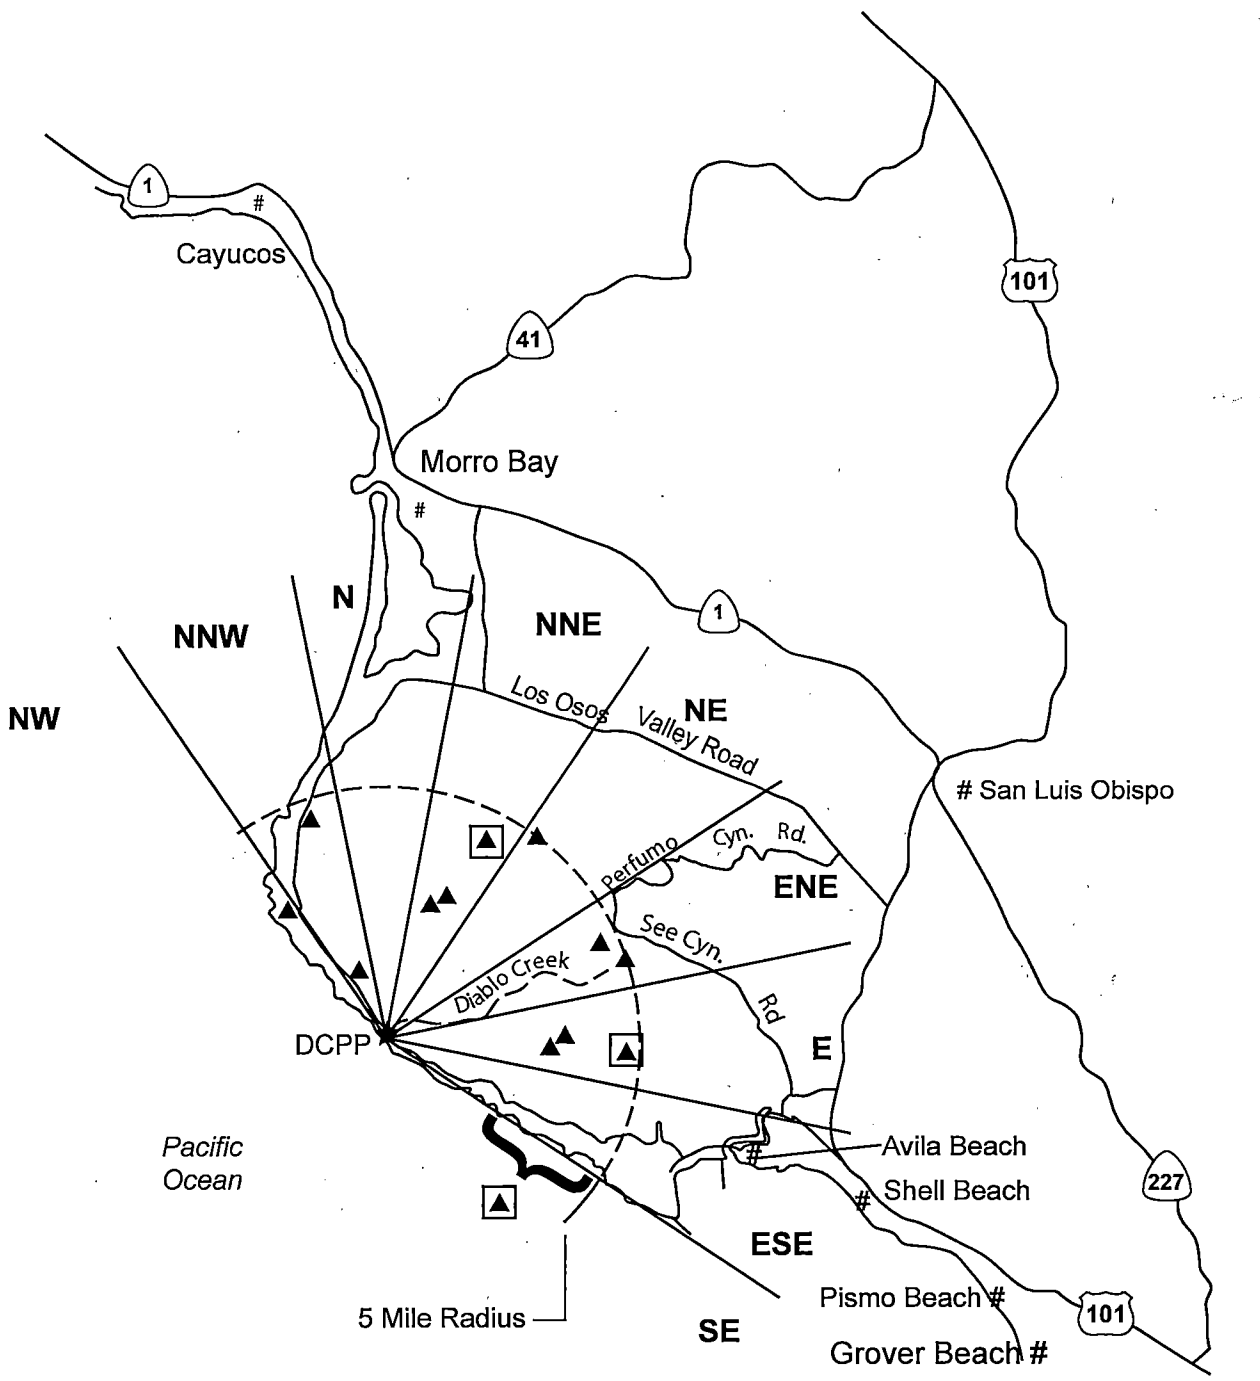 1
#
Cayucos
101
41
Morro Bay
#
N
NNW
NNE
1
NW
Los Osos
Valley Road
NE
# San Luis Obispo
Perfumo
Cyn.
Rd.
ENE
See Cyn.
Rd
Diablo Creek
DCPP
E
Pacific
Ocean
#
Avila Beach
227
Shell Beach
#
ESE
Pismo Beach #
101
5 Mile Radius
SE
Grover Beach #